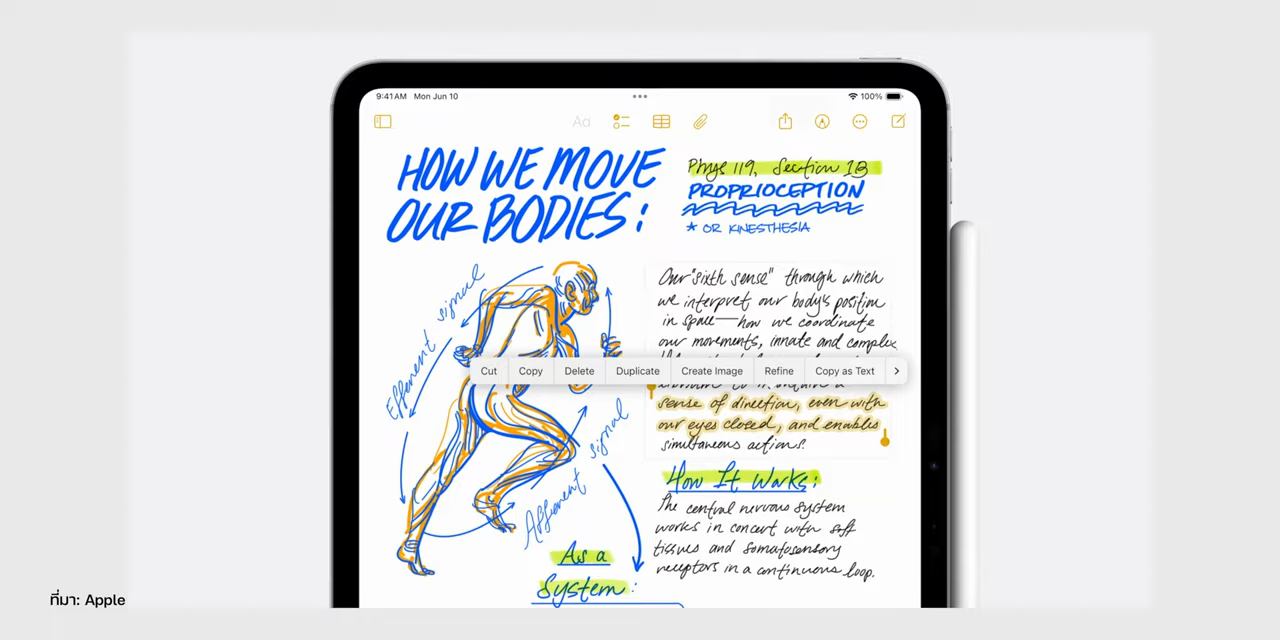 9:41 AM Mon Jun 10
100%
Aa
HOW WE MOVE
OUR BODIES:
Phys 119, Section 1B
PROPRIOCEPTION
* OR KINESTHESIA
Efferent signal
Our "sixth sense" through which
we interpret our body's position
in space—how we coordinate
our movements, innate and complex
Cut Copy Delete Duplicate Create Image Refine Copy as Text
sense of direction, even with
our eyes closed, and enables
simultaneous actions.
Afferent signal
How It Works:
The central nervous system
works in concert with soft
tissues and somatosensory
receptors in a continuous loop.
As a
System:
ที่มา: Apple